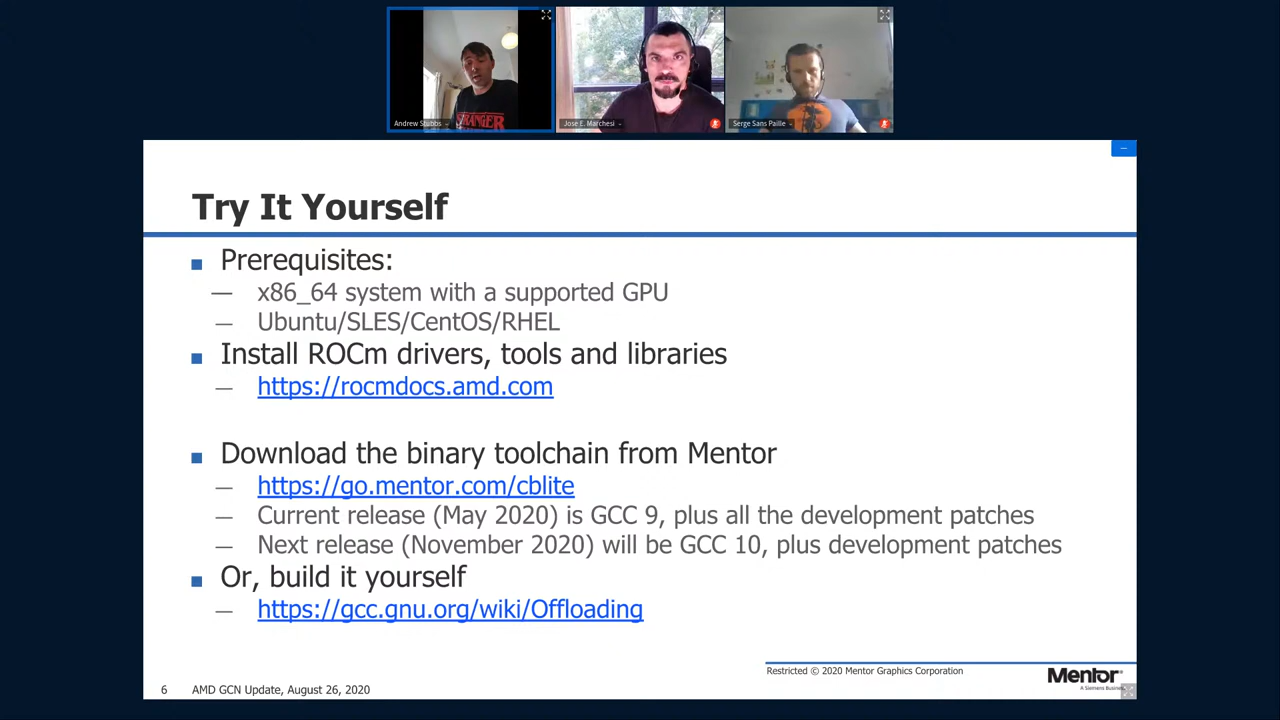 Andrew Stubbs
Jose E. Marchesi
Serge Sans Paille
STRANGER
Try It Yourself
Prerequisites:
x86_64 system with a supported GPU
Ubuntu/SLES/CentOS/RHEL
Install ROCm drivers, tools and libraries
https://rocmdocs.amd.com
Download the binary toolchain from Mentor
https://go.mentor.com/cblite
Current release (May 2020) is GCC 9, plus all the development patches
Next release (November 2020) will be GCC 10, plus development patches
Or, build it yourself
https://gcc.gnu.org/wiki/Offloading
Restricted © 2020 Mentor Graphics Corporation
Mentor®
A Siemens Business
6 AMD GCN Update, August 26, 2020